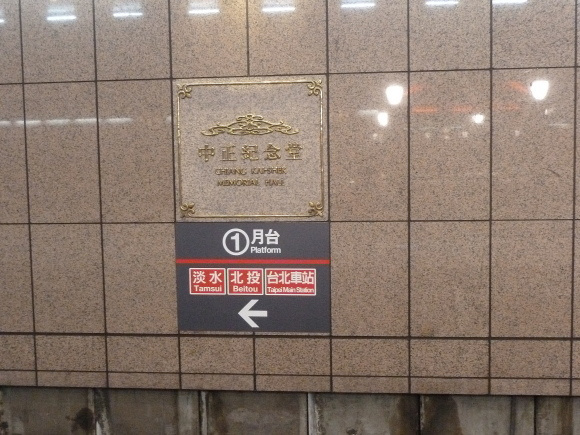 中正紀念堂
CHIANG KAI-SHEK
MEMORIAL HALL
1 月台
Platform
淡水 北投 台北車站
Tamsui Beitou Taipei Main Station